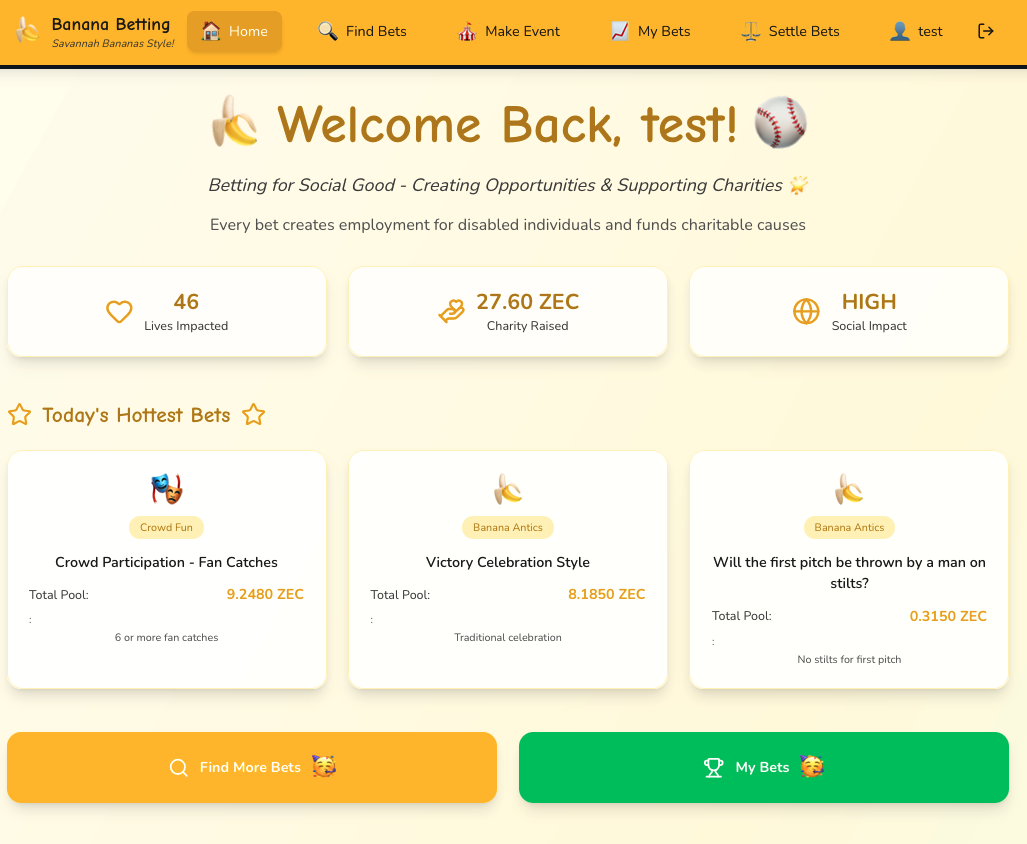 Banana Betting
Savannah Bananas Style!
Home
Find Bets
Make Event
My Bets
Settle Bets
test
Welcome Back, test!
Betting for Social Good - Creating Opportunities & Supporting Charities
Every bet creates employment for disabled individuals and funds charitable causes
46
Lives Impacted
27.60 ZEC
Charity Raised
HIGH
Social Impact
Today's Hottest Bets
Crowd Fun
Crowd Participation - Fan Catches
Total Pool: 9.2480 ZEC
:
6 or more fan catches
Banana Antics
Victory Celebration Style
Total Pool: 8.1850 ZEC
:
Traditional celebration
Banana Antics
Will the first pitch be thrown by a man on
stilts?
Total Pool: 0.3150 ZEC
:
No stilts for first pitch
Find More Bets
My Bets